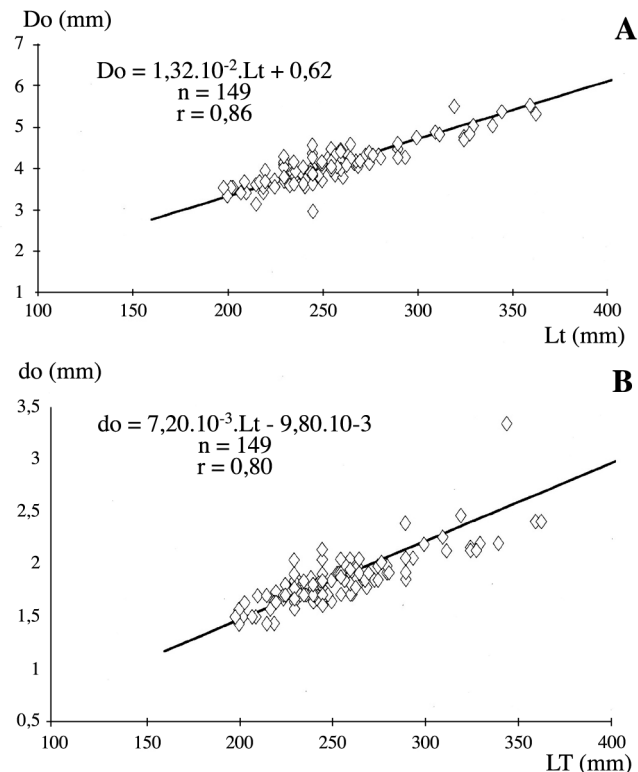 Do (mm)
A
7
Do = 1,32.10-2.Lt + 0,62
n = 149
r = 0,86
6
5
4
3
2
1
100 150 200 250 300 350 400
Lt (mm)
do (mm)
B
3,5
do = 7,20.10-3.Lt - 9,80.10-3
n = 149
r = 0,80
3
2,5
2
1,5
1
0,5
100 150 200 250 300 350 400
LT (mm)